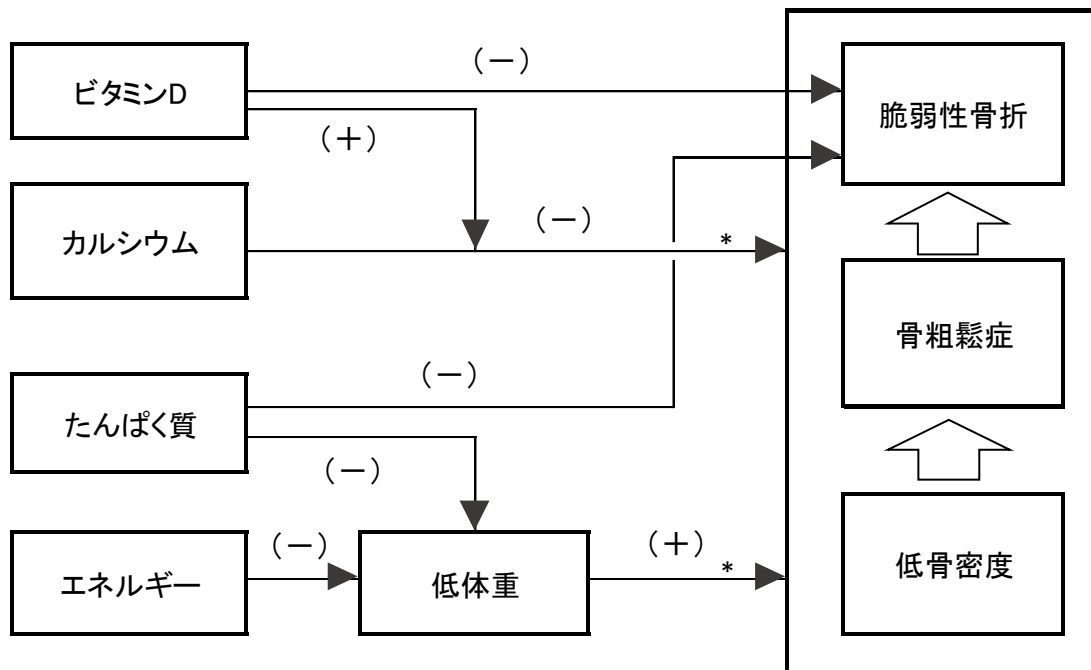 (－)
ビタミンD
脆弱性骨折
(＋)
カルシウム
(－)
*
骨粗鬆症
(－)
たんぱく質
(－)
エネルギー
(－)
低体重
(＋)
*
低骨密度